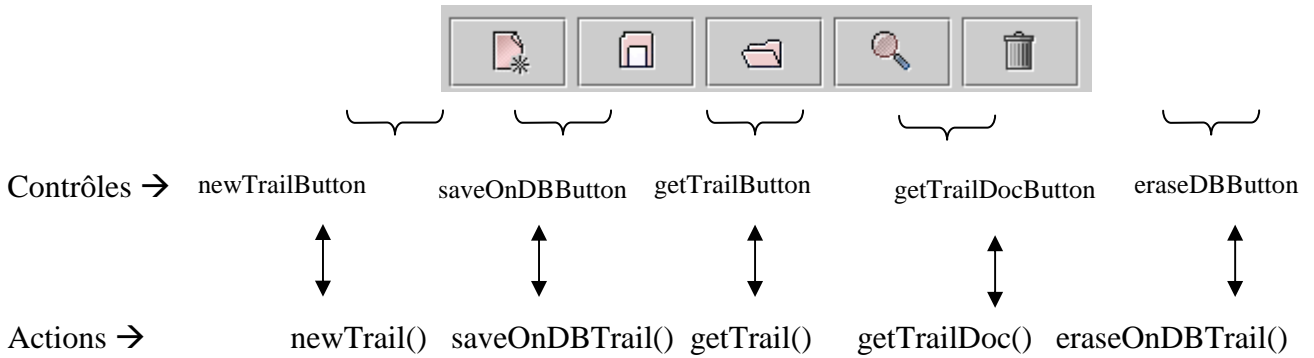 Contrôles → newTrailButton saveOnDBButton getTrailButton getTrailDocButton eraseDBButton
Actions → newTrail() saveOnDBTrail() getTrail() getTrailDoc() eraseOnDBTrail()